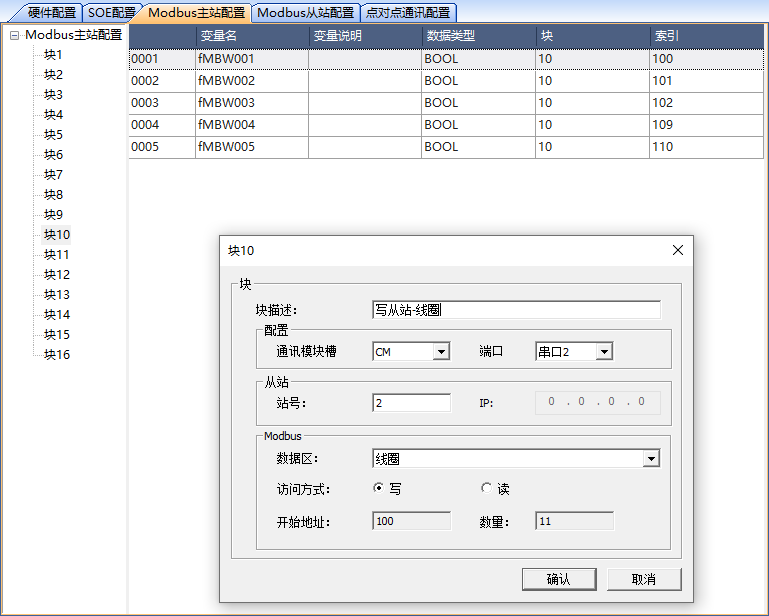 硬件配置 SOE配置 Modbus主站配置 Modbus从站配置 点对点通讯配置
Modbus主站配置
块1
块2
块3
块4
块5
块6
块7
块8
块9
块10
块11
块12
块13
块14
块15
块16
变量名 变量说明 数据类型 块 索引
0001 fMBW001 BOOL 10 100
0002 fMBW002 BOOL 10 101
0003 fMBW003 BOOL 10 102
0004 fMBW004 BOOL 10 109
0005 fMBW005 BOOL 10 110
块10
块
块描述: 写从站-线圈
配置
通讯模块槽 CM 端口 串口2
从站
站号: 2 IP: 0 . 0 . 0 . 0
Modbus
数据区: 线圈
访问方式: 写 读
开始地址: 100 数量: 11
确认 取消